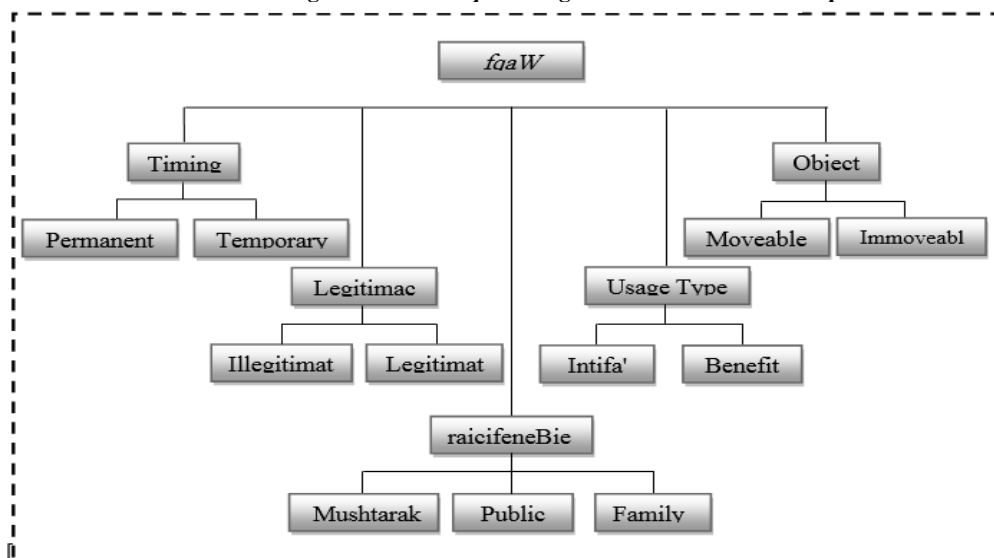 fqaW
Timing
Object
Permanent
Temporary
Moveable
Immoveabl
Legitimac
Usage Type
Illegitimat
Legitimat
Intifa'
Benefit
raicifeneBie
Mushtarak
Public
Family